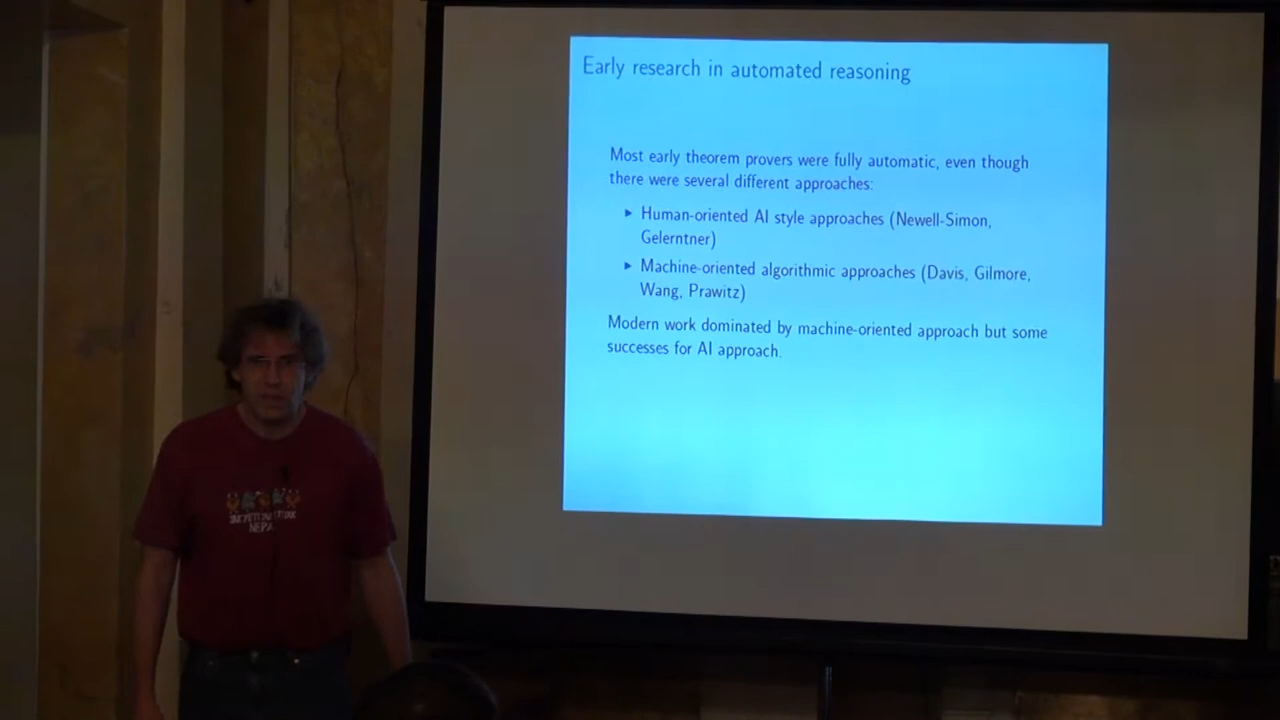 Early research in automated reasoning
Most early theorem provers were fully automatic, even though
there were several different approaches:
▶ Human-oriented AI style approaches (Newell-Simon,
Gelerntner)
▶ Machine-oriented algorithmic approaches (Davis, Gilmore,
Wang, Prawitz)
Modern work dominated by machine-oriented approach but some
successes for AI approach.